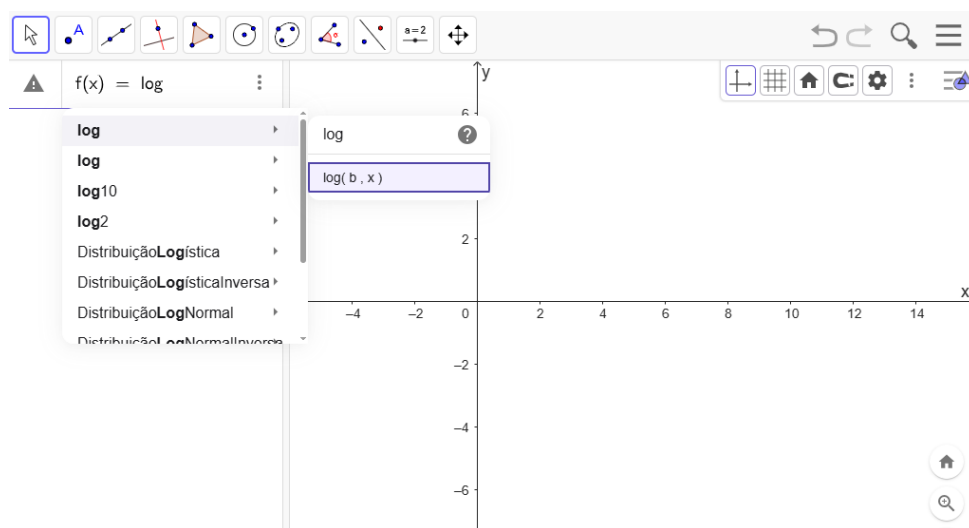 A
a=2
f(x) = log
y
6
log
log
log
log( b , x )
log10
log2
2
DistribuiçãoLogística
DistribuiçãoLogísticaInversa
x
DistribuiçãoLogNormal
–4 –2 0 2 4 6 8 10 12 14
DistribuiçãoLogNormalInversa
–2
–4
–6